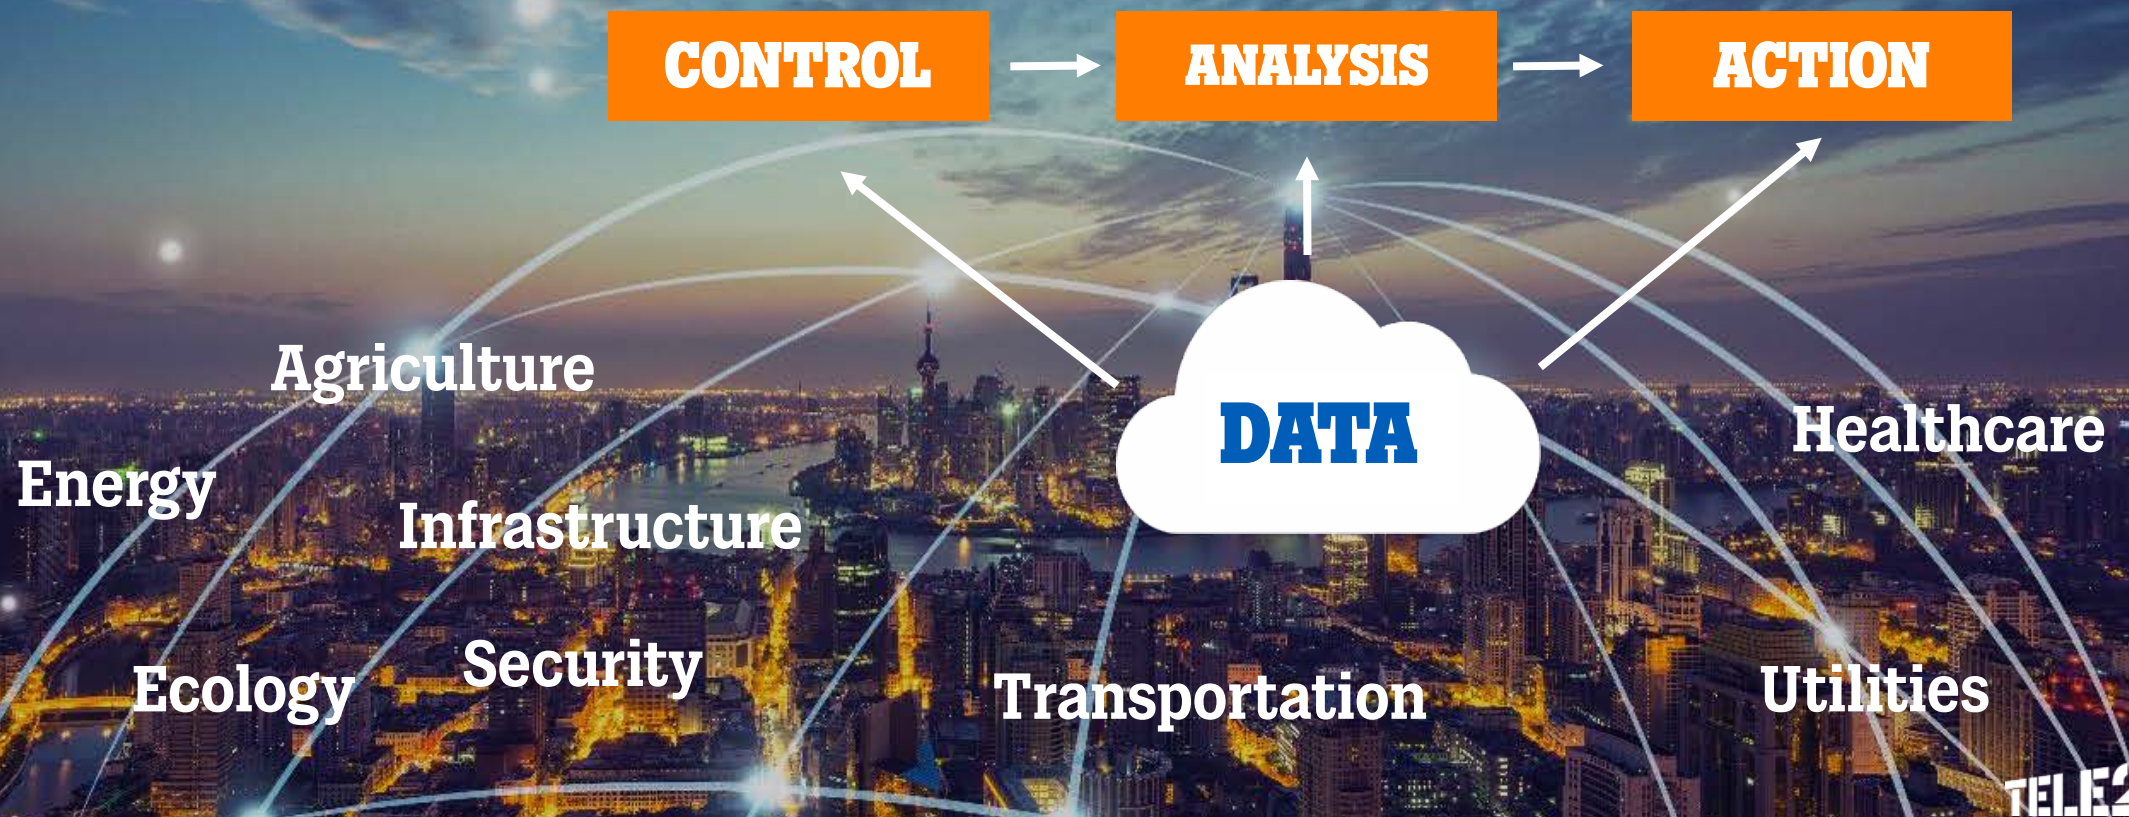 CONTROL
ANALYSIS
ACTION
DATA
Agriculture
Healthcare
Energy
Infrastructure
Security
Ecology
Transportation
Utilities
TELE2